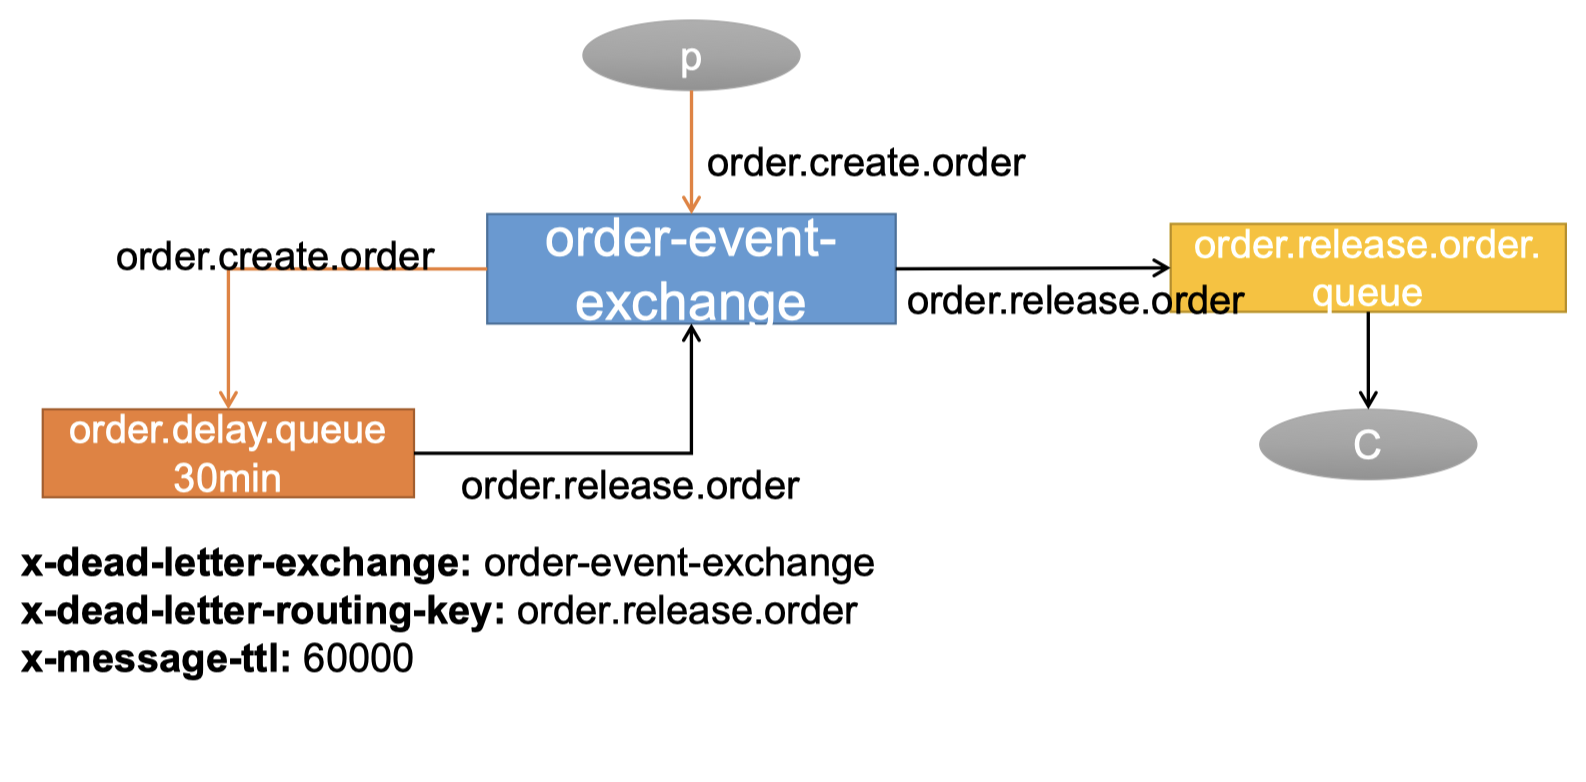 p
order.create.order
order-event-
exchange
order.create.order
order.release.order.
queue
order.release.order
order.delay.queue
30min
order.release.order
C
x-dead-letter-exchange: order-event-exchange
x-dead-letter-routing-key: order.release.order
x-message-ttl: 60000